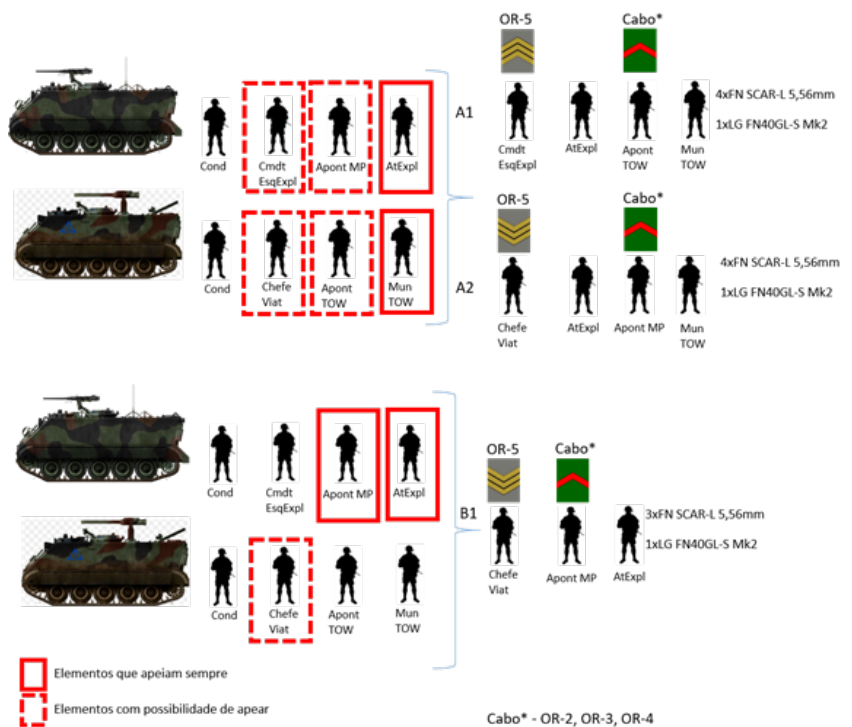 OR-5
Cabo*
A1
4xFN SCAR-L 5,56mm
1xLG FN40GL-S Mk2
Cond
Cmdt
EsqExpl
Apont MP
AtExpl
Cmdt
EsqExpl
AtExpl
Apont
TOW
Mun
TOW
OR-5
Cabo*
A2
4xFN SCAR-L 5,56mm
1xLG FN40GL-S Mk2
Cond
Chefe
Viat
Apont
TOW
Mun
TOW
Chefe
Viat
AtExpl
Apont MP
Mun
TOW
OR-5
Cabo*
Cond
Cmdt
EsqExpl
Apont MP
AtExpl
B1
3xFN SCAR-L 5,56mm
1xLG FN40GL-S Mk2
Chefe
Viat
Apont MP
AtExpl
Cond
Chefe
Viat
Apont
TOW
Mun
TOW
Elementos que apeiam sempre
Elementos com possibilidade de apear
Cabo* - OR-2, OR-3, OR-4